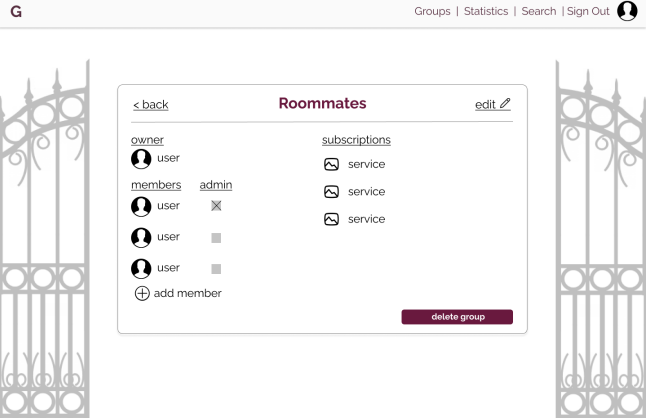 G
Groups | Statistics | Search | Sign Out
< back
Roommates
edit
owner
user
members admin
user
user
user
add member
subscriptions
service
service
service
delete group